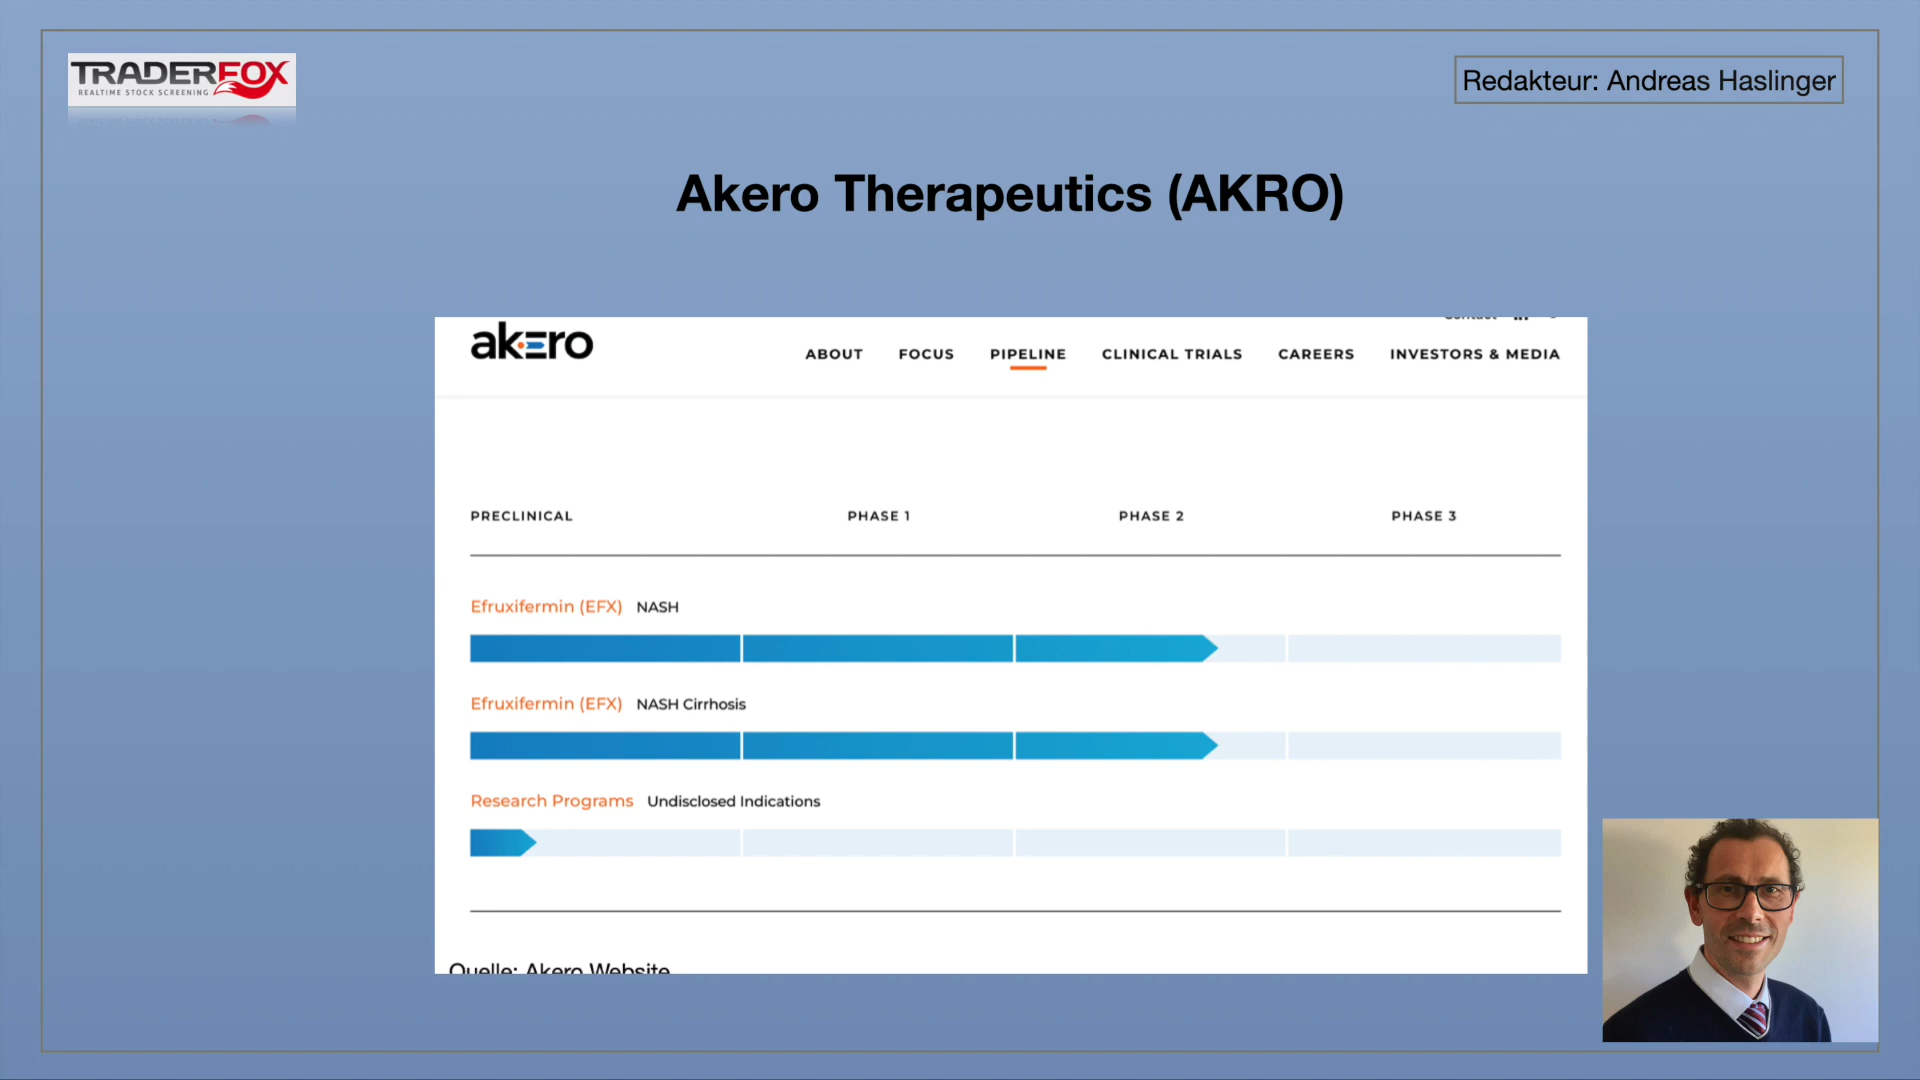 TRADERFOX
REALTIME STOCK SCREENING
Redakteur: Andreas Haslinger
Akero Therapeutics (AKRO)
Contact in
akero
ABOUT FOCUS PIPELINE CLINICAL TRIALS CAREERS INVESTORS & MEDIA
PRECLINICAL PHASE 1 PHASE 2 PHASE 3
Efruxifermin (EFX) NASH
Efruxifermin (EFX) NASH Cirrhosis
Research Programs Undisclosed Indications
Quelle: Akero Website